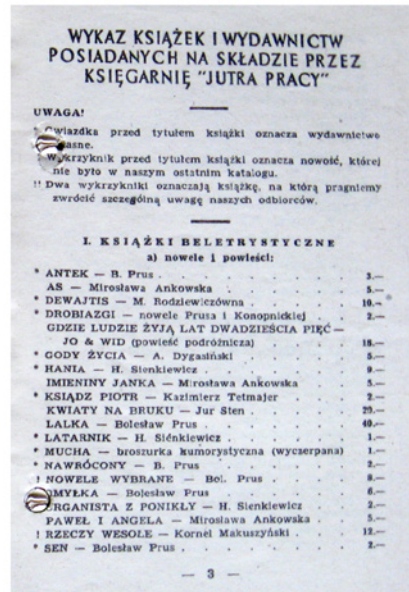 WYKAZ KSIĄŻEK I WYDAWNICTW
POSIADANYCH NA SKŁADZIE PRZEZ
KSIĘGARNIĘ "JUTRA PRACY"
UWAGA!
Gwiazdka przed tytułem książki oznacza wydawnictwo
Wykrzyknik przed tytułem książki oznacza nowość, której
nie było w naszym ostatnim katalogu.
!! Dwa wykrzykniki oznaczają książkę, na którą pragniemy
zwrócić szczególną uwagę naszych odbiorców.
I. KSIĄŻKI BELETRYSTYCZNE
a) nowele i powieści:
* ANTEK — B. Prus . . . . . 3.—
AS — Mirosława Ankowska . . . . . 5.—
* DEWAJTIS — M. Rodziewiczówna . . . . 10.—
* DROBIAZGI — nowele Prusa i Konopnickiej . 2.—
GDZIE LUDZIE ŻYJĄ LAT DWADZIEŚCIA PIĘĆ —
JO & WID (powieść podróżnicza) . . . . 18.—
* GODY ŻYCIA — A. Dygasiński . . . . 5.—
* HANIA — H. Sienkiewicz . . . . . 9.—
IMIENINY JANKA — Mirosława Ankowska . . 5.—
* KSIĄDZ PIOTR — Kazimierz Tetmajer . . . 2.—
KWIATY NA BRUKU — Jur Sten . . . . 20.—
LALKA — Bolesław Prus . . . . . 40.—
* LATARNIK — H. Sienkiewicz . . . . . 1.—
* MUCHA — broszurka humorystyczna (wyczerpana) . 1.—
* NAWRÓCONY — B. Prus . . . . . 2.—
! NOWELE WYBRANE — Bol. Prus . . . . 8.—
OMYŁKA — Bolesław Prus . . . . . 6.—
ORGANISTA Z PONIKŁY — H. Sienkiewicz . . 2.—
PAWEŁ I ANGELA — Mirosława Ankowska . . 5.—
! RZECZY WESOŁE — Kornel Makuszyński . . 12.—
* SEN — Bolesław Prus . . . . . 2.—
— 3 —